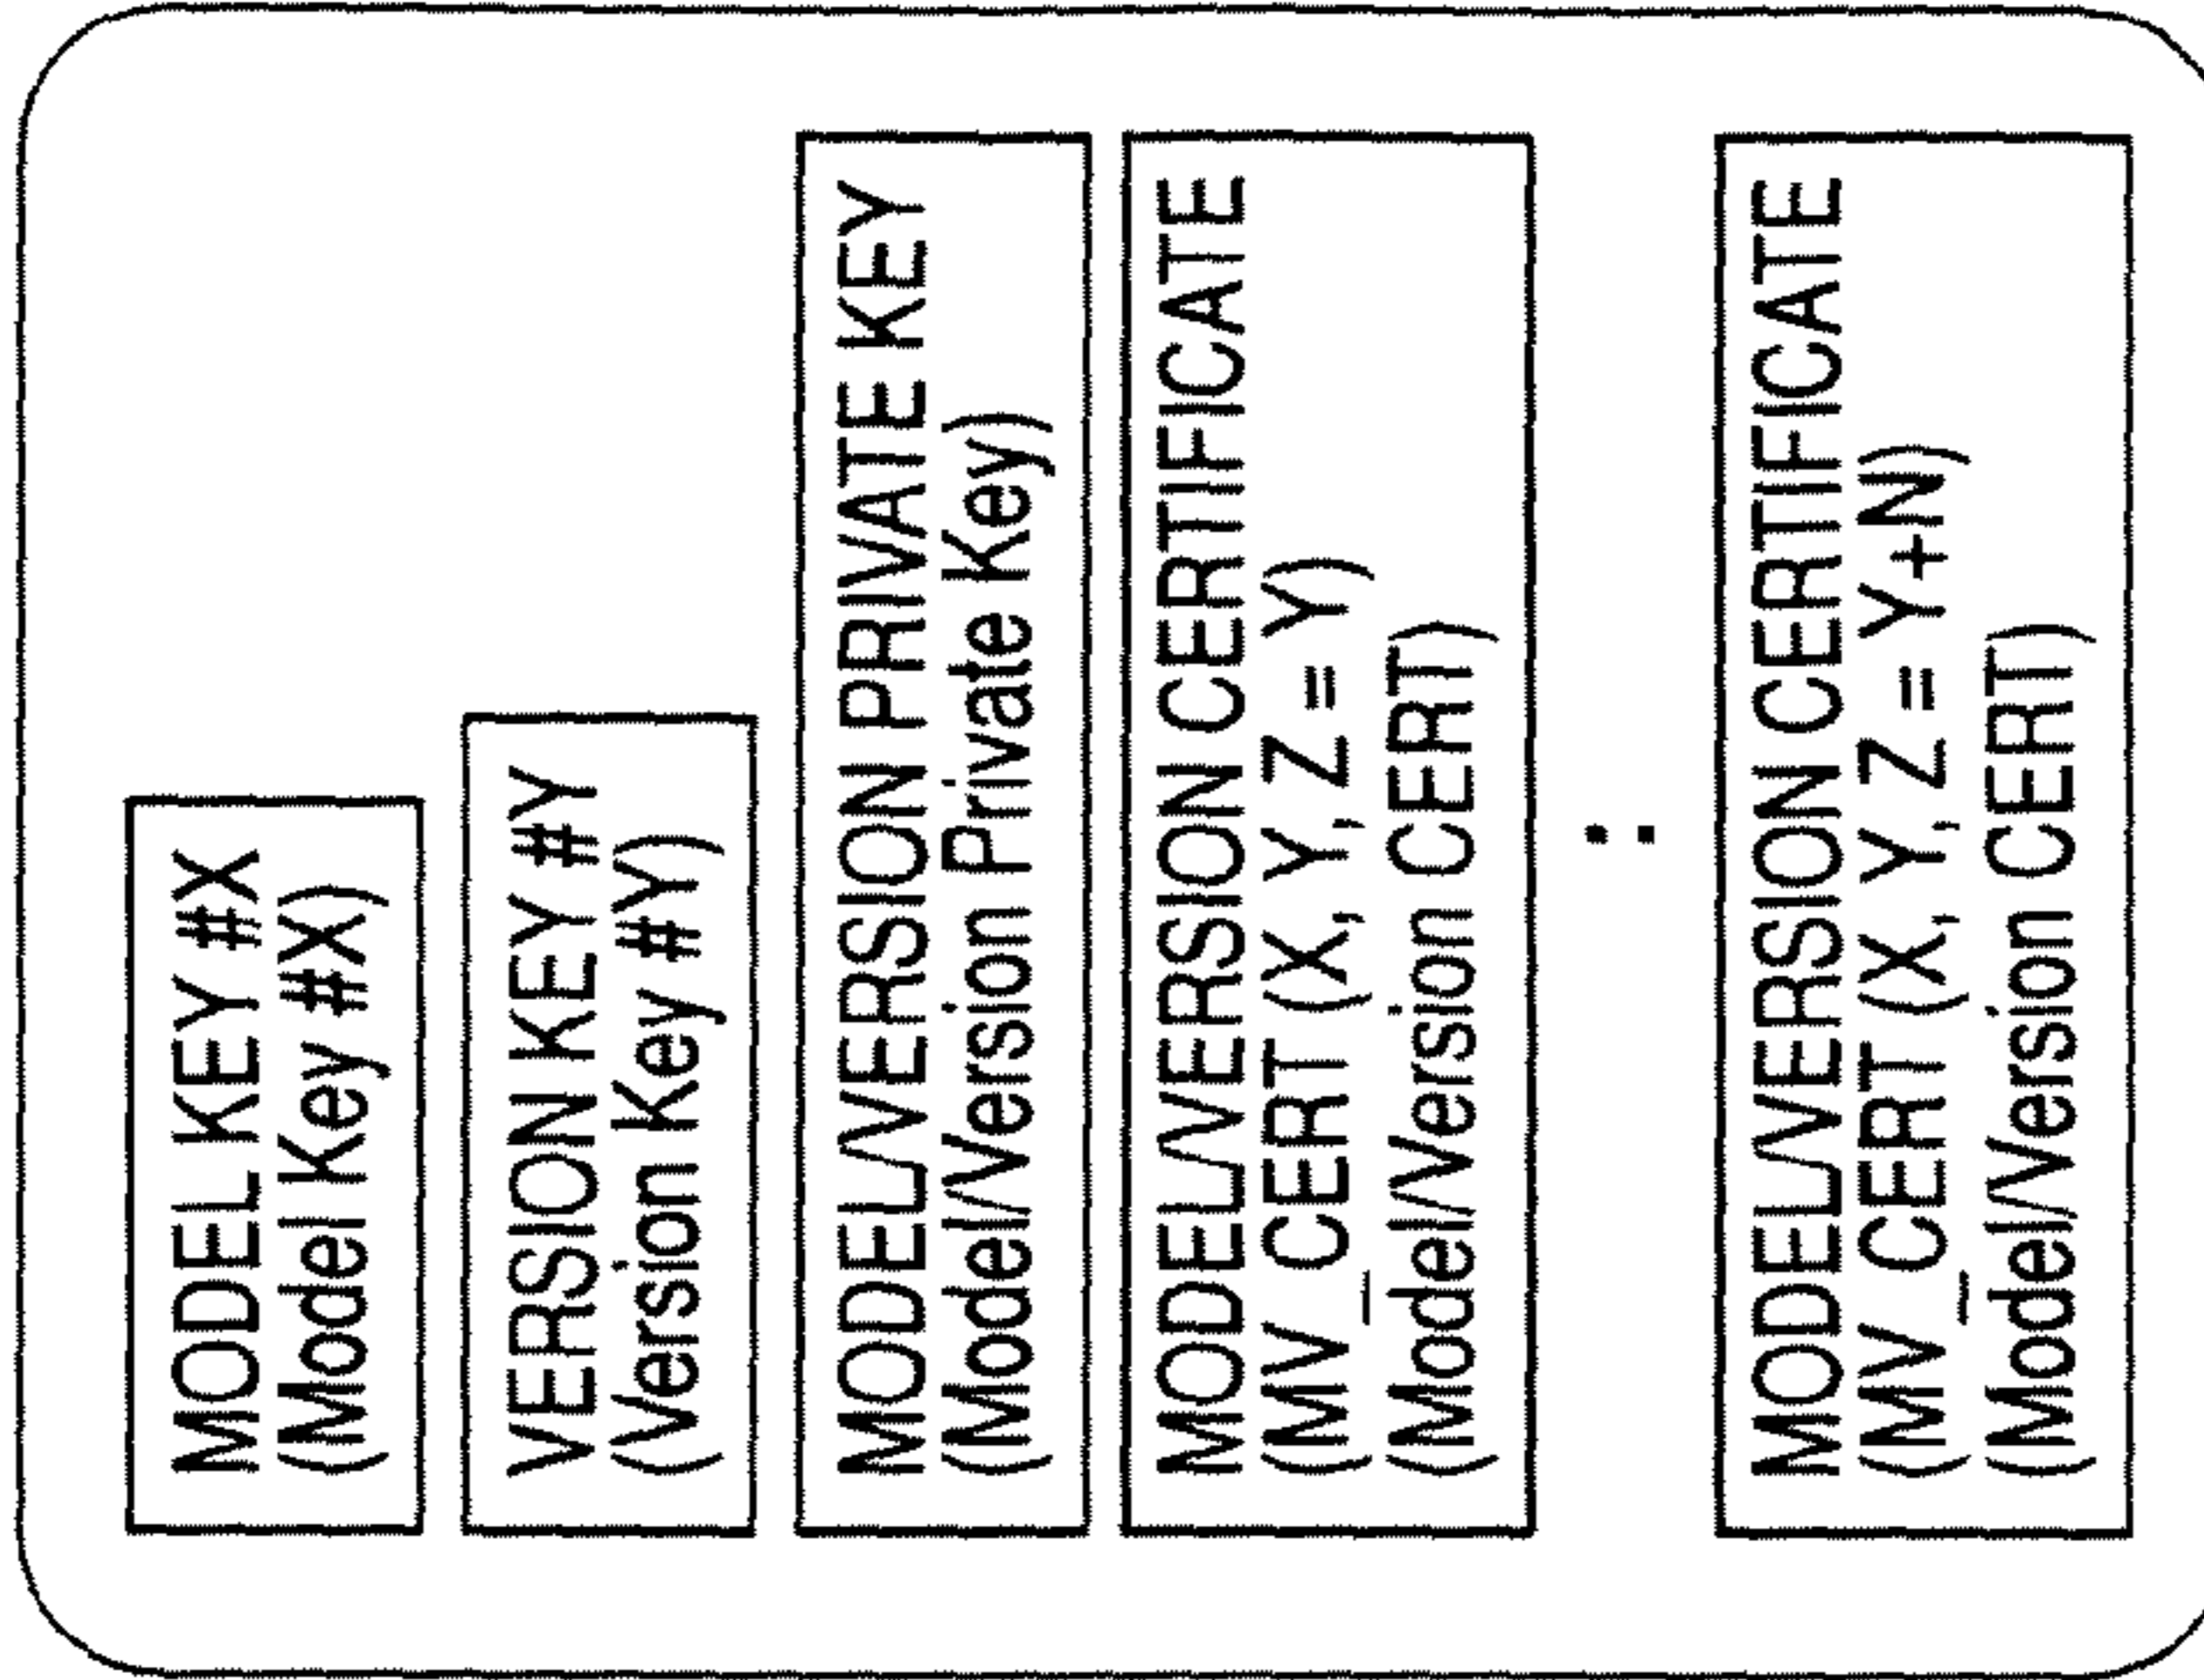 MODEL KEY #X
(Model Key #X)
VERSION KEY #Y
(Version Key #Y)
MODEL/VERSION PRIVATE KEY
(Model/Version Private Key)
MODEL/VERSION CERTIFICATE
(MV_CERT (X, Y, Z = Y)
(Model/Version CERT)
:
MODEL/VERSION CERTIFICATE
(MV_CERT (X, Y, Z = Y+N)
(Model/Version CERT)